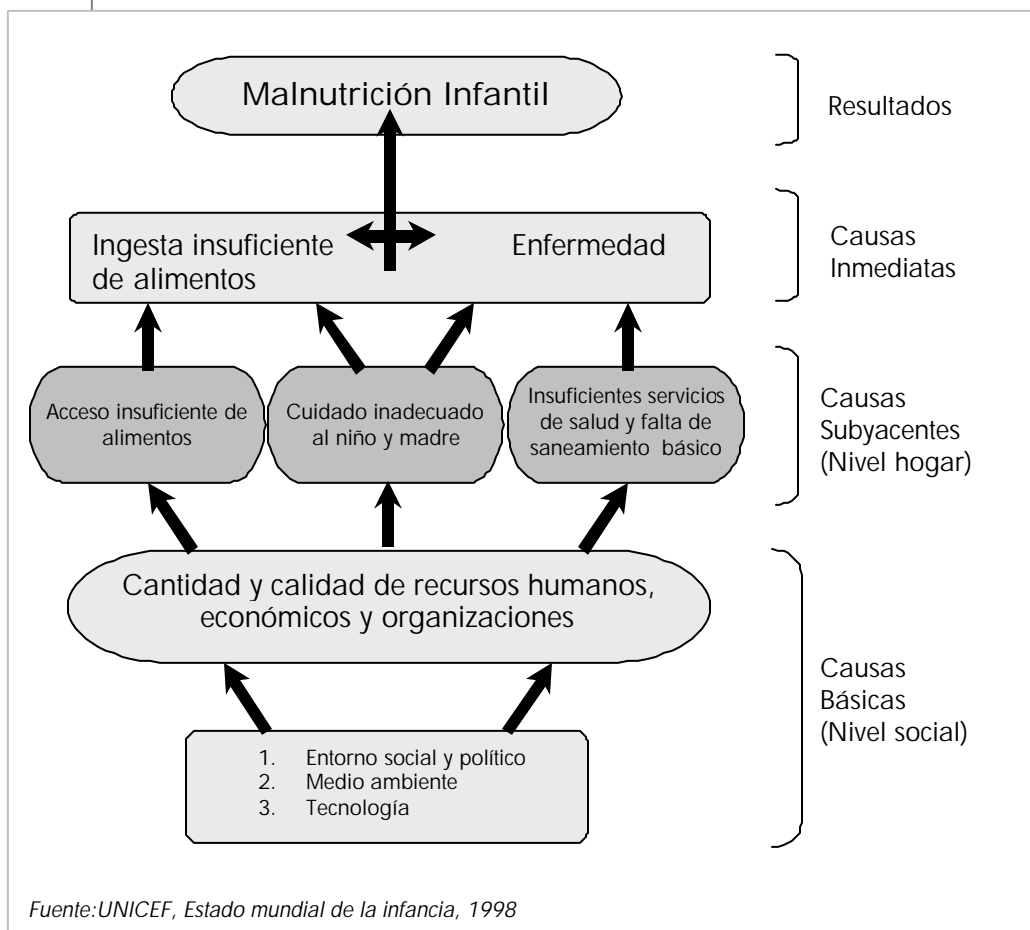 Malnutrición Infantil
Resultados
Ingesta insuficiente
de alimentos
Enfermedad
Causas
Inmediatas
Acceso insuficiente de
alimentos
Cuidado inadecuado
al niño y madre
Insuficientes servicios
de salud y falta de
saneamiento básico
Causas
Subyacentes
(Nivel hogar)
Cantidad y calidad de recursos humanos,
económicos y organizaciones
Causas
Básicas
(Nivel social)
1. Entorno social y político
2. Medio ambiente
3. Tecnología
Fuente:UNICEF, Estado mundial de la infancia, 1998